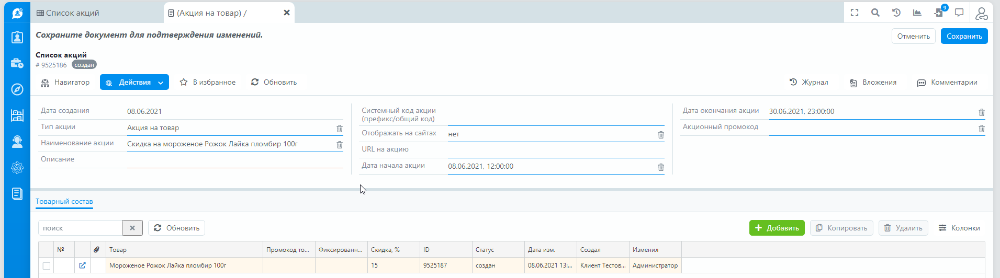 Список акций
(Акция на товар) /
9
Сохраните документ для подтверждения изменений.
Отменить
Сохранить
Список акций
# 9525186 создан
Навигатор
Действия
В избранное
Обновить
Журнал
Вложения
Комментарии
Дата создания 08.06.2021
Тип акции Акция на товар
Наименование акции Скидка на мороженое Рожок Лайка пломбир 100г
Описание
Системный код акции
(префикс/общий код)
Отображать на сайтах нет
URL на акцию
Дата начала акции 08.06.2021, 12:00:00
Дата окончания акции 30.06.2021, 23:00:00
Акционный промокод
Товарный состав
поиск
Обновить
Добавить
Копировать
Удалить
Колонки
№ Товар Промокод то... Фиксированн... Скидка, % ID Статус Дата изм. Создал Изменил
Мороженое Рожок Лайка пломбир 100г 15 9525187 создан 08.06.2021 13:... Клиент Тестов... Администратор